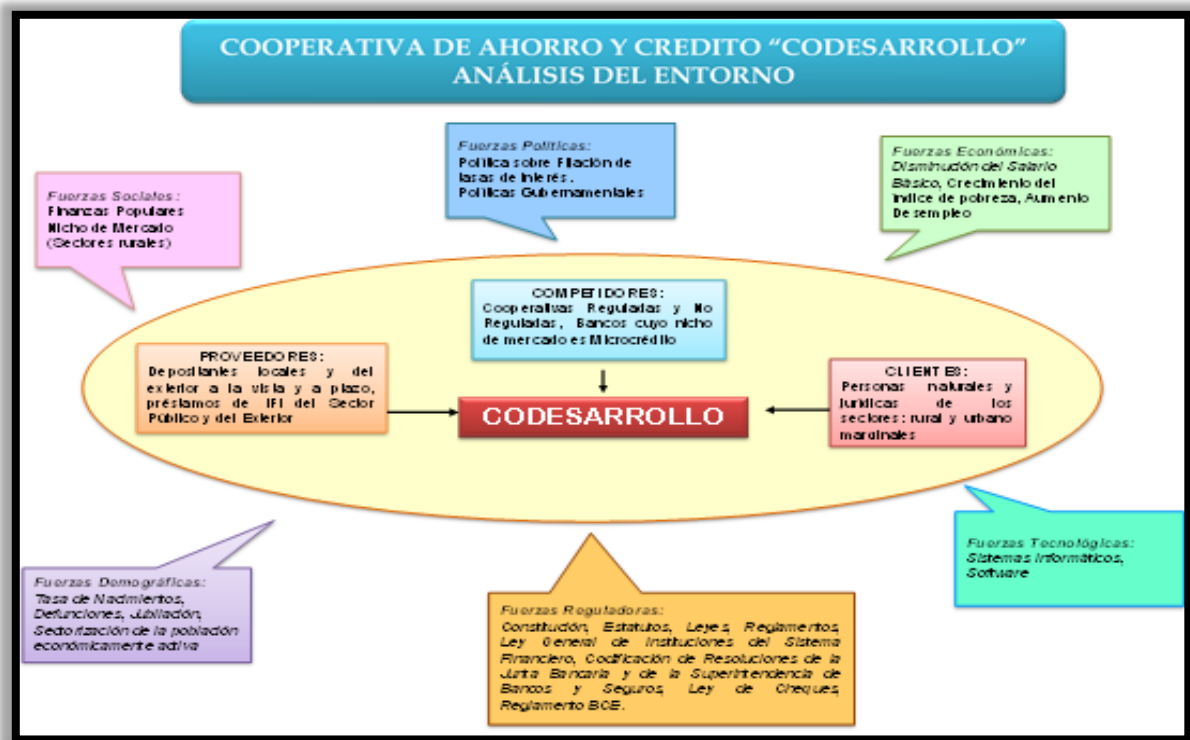 COOPERATIVA DE AHORRO Y CREDITO “CODESARROLLO”
ANÁLISIS DEL ENTORNO
Fuerzas Políticas:
Política sobre Fijación de
tasas de Interés.
Políticas Gubernamentales
Fuerzas Económicas:
Disminución del Salario
Básico, Crecimiento del
índice de pobreza, Aumento
Desempleo
Fuerzas Sociales:
Finanzas Populares
Nicho de Mercado
(Sectores rurales)
COMPETIDORES:
Cooperativas Reguladas y No
Reguladas, Bancos cuyo nicho
de mercado es Microcrédito
PROVEEDORES:
Depositantes locales y del
exterior a la vista y a plazo,
préstamos de IFI del Sector
Público y del Exterior
CODESARROLLO
CLIENTES:
Personas naturales y
jurídicas de los
sectores: rural y urbano
marginales
Fuerzas Demográficas:
Tasa de Nacimientos,
Defunciones, Jubilación,
Sectorización de la población
económicamente activa
Fuerzas Reguladoras:
Constitución, Estatutos, Leyes, Reglamentos,
Ley General de Instituciones del Sistema
Financiero, Codificación de Resoluciones de la
Junta Bancaria y de la Superintendencia de
Bancos y Seguros, Ley de Cheques,
Reglamento BCE.
Fuerzas Tecnológicas:
Sistemas Informáticos,
Software